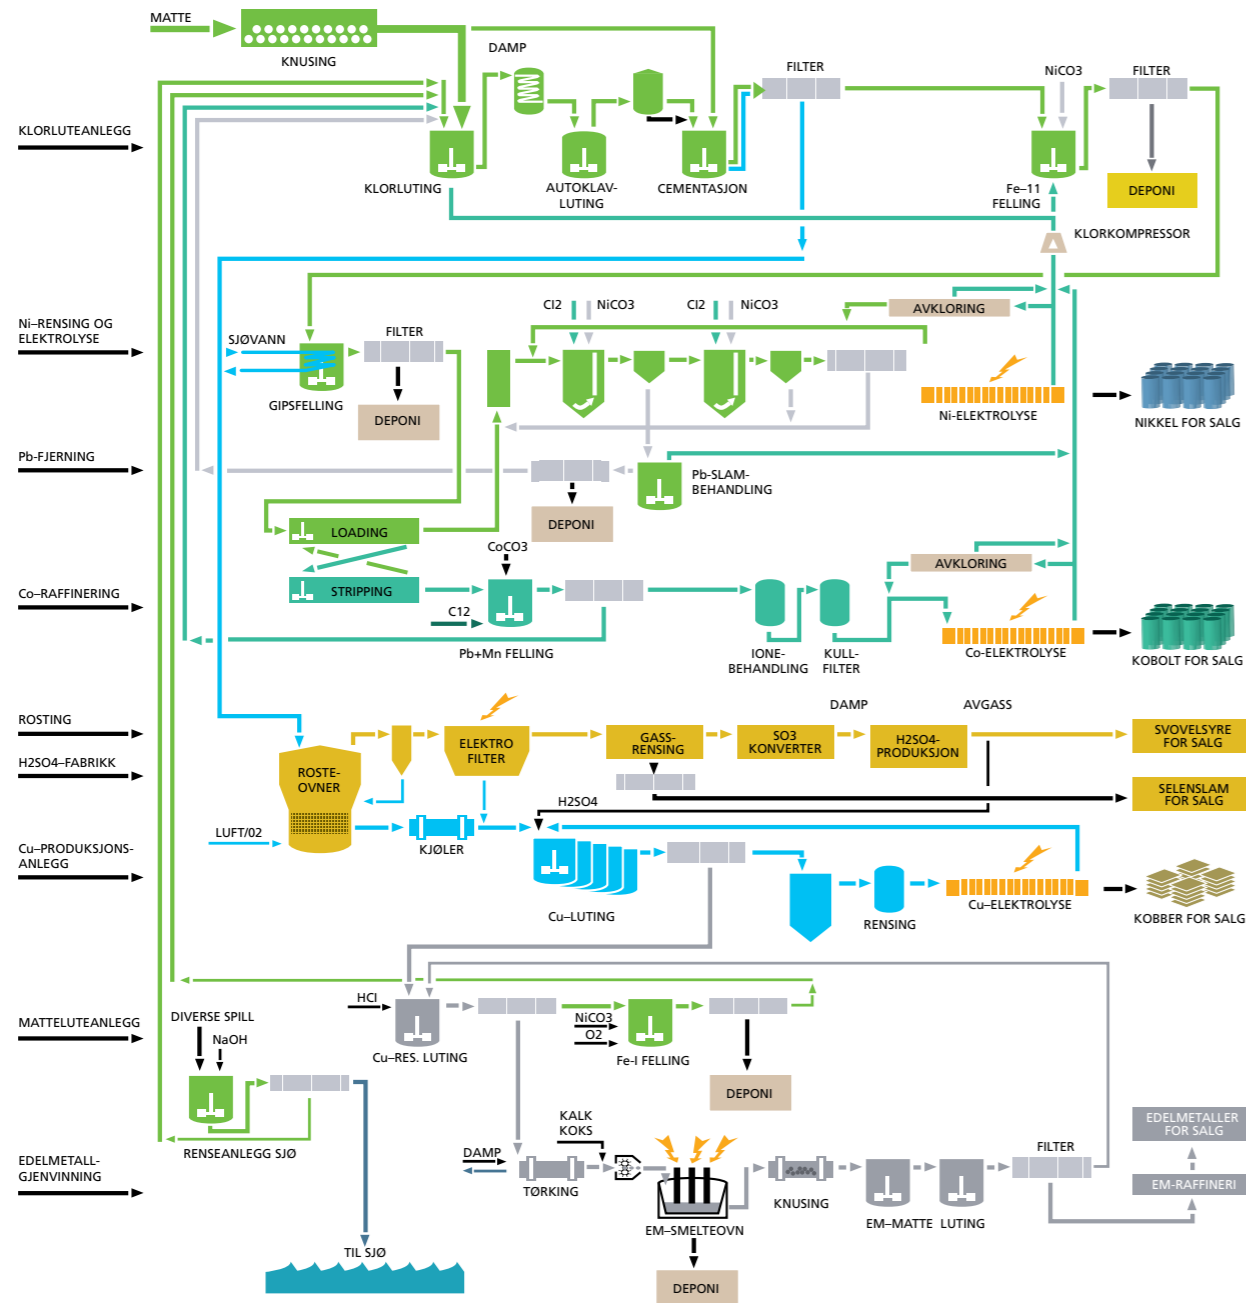 MATTE
KNUSING
DAMP
FILTER
NiCO3
FILTER
KLORLUTEANLEGG
KLORLUTING
AUTOKLAV-
LUTING
CEMENTASJON
Fe–11
FELLING
DEPONI
KLORKOMPRESSOR
Ni–RENSING OG
ELEKTROLYSE
SJØVANN
FILTER
Cl2
NiCO3
Cl2
NiCO3
AVKLORING
GIPSFELLING
DEPONI
Ni-ELEKTROLYSE
NIKKEL FOR SALG
Pb-FJERNING
Pb-SLAM-
BEHANDLING
DEPONI
LOADING
CoCO3
AVKLORING
Co–RAFFINERING
STRIPPING
C12
Pb+Mn FELLING
IONE-
BEHANDLING
KULL-
FILTER
Co-ELEKTROLYSE
KOBOLT FOR SALG
ROSTING
DAMP
AVGASS
ROSTE-
OVNER
ELEKTRO
FILTER
GASS-
RENSING
SO3
KONVERTER
H2SO4-
PRODUKSJON
SVOVELSYRE
FOR SALG
H2SO4–FABRIKK
SELENSLAM
FOR SALG
H2SO4
LUFT/02
KJØLER
Cu–PRODUKSJONS-
ANLEGG
Cu–LUTING
RENSING
Cu–ELEKTROLYSE
KOBBER FOR SALG
MATTELUTEANLEGG
DIVERSE SPILL
NaOH
HCl
Cu–RES. LUTING
NiCO3
O2
Fe-I FELLING
DEPONI
RENSEANLEGG SJØ
KALK
KOKS
EDELMETALLER
FOR SALG
EDELMETALL-
GJENVINNING
DAMP
TØRKING
EM–SMELTEOVN
KNUSING
EM–MATTE
LUTING
FILTER
EM-RAFFINERI
TIL SJØ
DEPONI